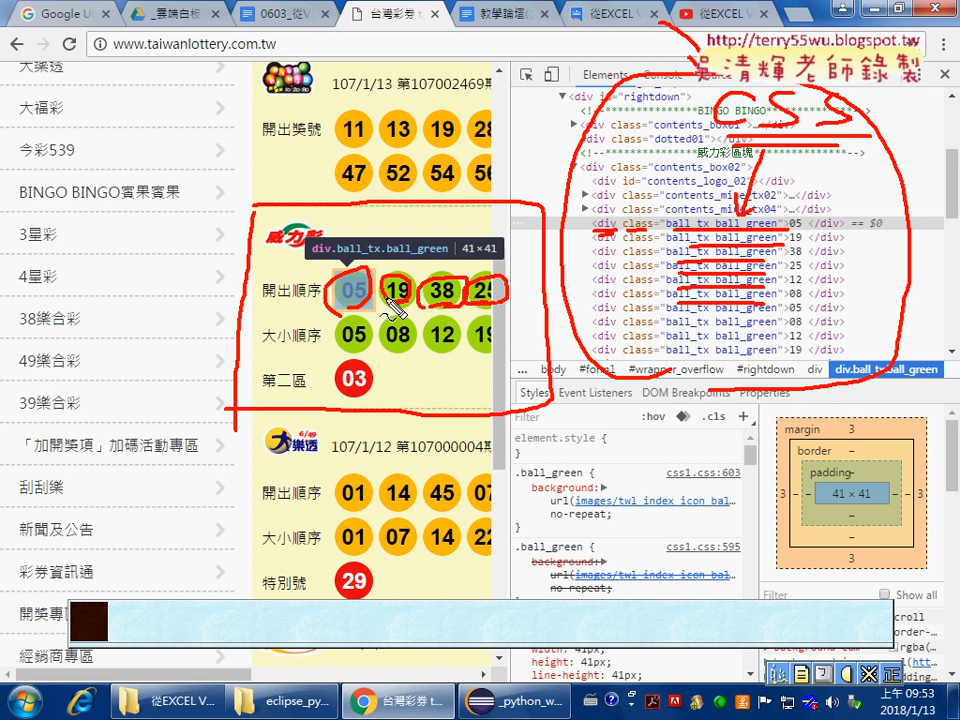 Google U
_雲端白板
0603_從V
台灣彩券 t
教學論壇(
從EXCEL V
從EXCEL V
www.taiwanlottery.com.tw
http://terry55wu.blogspot.tw
吳清輝老師錄製
CSS
大樂透
大福彩
今彩539
BINGO BINGO賓果賓果
3星彩
4星彩
38樂合彩
49樂合彩
39樂合彩
「加開獎項」加碼活動專區
刮刮樂
新聞及公告
彩券資訊通
開獎專
經銷商專區
107/1/13 第107002469期
開出獎號 11 13 19 28
47 52 54 56
威力彩
div.ball_tx.ball_green | 41×41
開出順序 05 19 38 25
大小順序 05 08 12 19
第二區 03
6/49
樂透
107/1/12 第107000004期
開出順序 01 14 45 07
大小順序 01 07 14 22
特別號 29
Elements Console
<div id="rightdown">
<!--***************BINGO BINGO***************-->
<div class="contents_box01">…</div>
<div class="dotted01"></div>
<!--***************威力彩區塊***************-->
<div class="contents_box02">
<div id="contents_logo_02"></div>
<div class="contents_mine_tx02">…</div>
<div class="contents_mine_tx04">…</div>
<div class="ball_tx ball_green">05 </div> == $0
<div class="ball_tx ball_green">19 </div>
<div class="ball_tx ball_green">38 </div>
<div class="ball_tx ball_green">25 </div>
<div class="ball_tx ball_green">12 </div>
<div class="ball_tx ball_green">08 </div>
<div class="ball_tx ball_green">05 </div>
<div class="ball_tx ball_green">08 </div>
<div class="ball_tx ball_green">12 </div>
<div class="ball_tx ball_green">19 </div>
... body #form1 #wrapper_overflow #rightdown div div.ball_tx.ball_green
Styles Event Listeners DOM Breakpoints Properties
Filter :hov .cls +
element.style {
}
.ball_green { css1.css:603
background:
url(images/twl_index_icon_bal…
no-repeat;
}
.ball_green { css1.css:595
background:
url(images/twl_index_icon_bal…
no-repeat;
width: 41px;
height: 41px;
line-height: 41px;
margin 3
border –
padding –
3 – – 41 × 41 – – 3
–
–
3
Filter Show all
從EXCEL V...
eclipse_py...
台灣彩券 t...
_python_w...
上午 09:53
2018/1/13